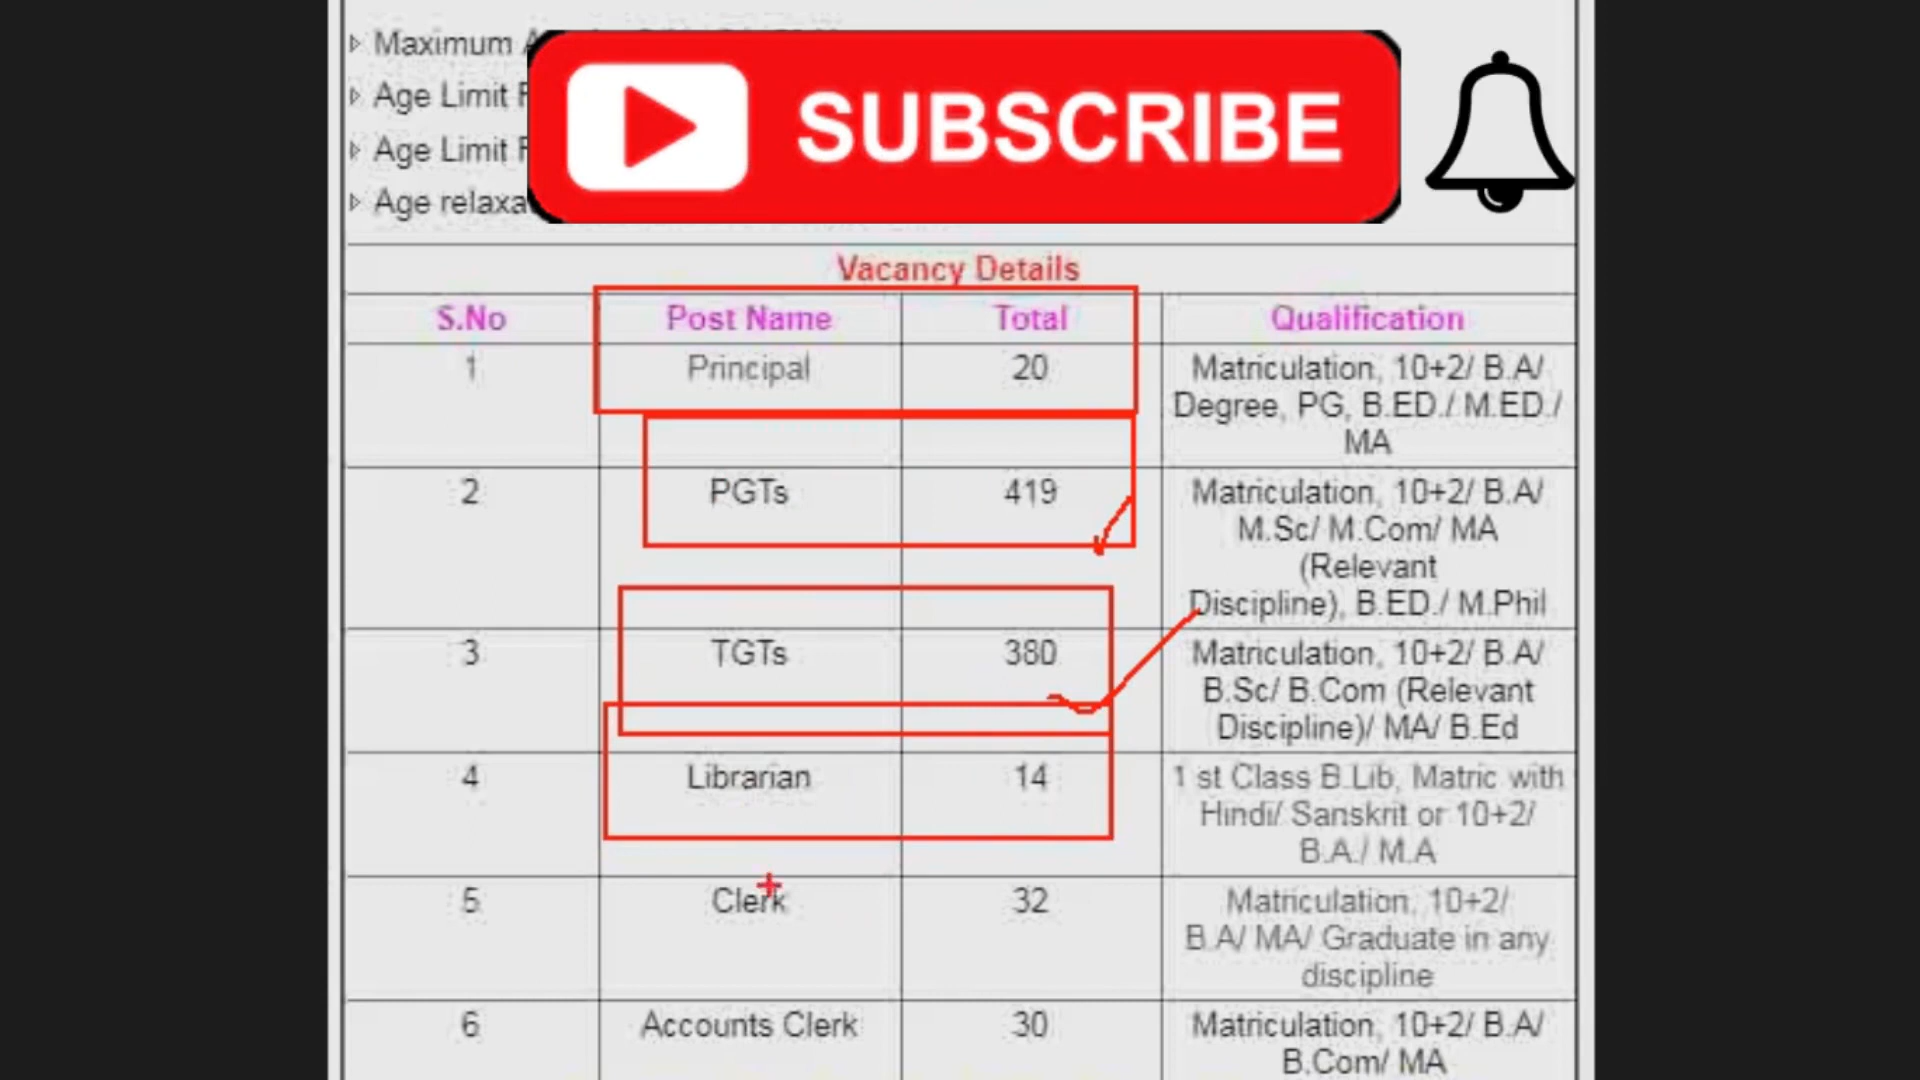 Maximum
Age Limit
Age Limit
Age
SUBSCRIBE
Vacancy Details
S.No Post Name Total Qualification
1 Principal 20 Matriculation, 10+2/ B.A/
Degree, PG, B.ED./ M.ED./
MA
2 PGTs 419 Matriculation, 10+2/ B.A/
M.Sc/ M.Com/ MA
(Relevant
Discipline), B.ED./ M.Phil
3 TGTs 380 Matriculation, 10+2/ B.A/
B.Sc/ B.Com (Relevant
Discipline)/ MA/ B.Ed
4 Librarian 14 1 st Class B.Lib, Matric with
Hindi/ Sanskrit or 10+2/
B.A./ M.A
5 Clerk 32 Matriculation, 10+2/
B.A/ MA/ Graduate in any
discipline
6 Accounts Clerk 30 Matriculation, 10+2/ B.A/
B.Com/ MA